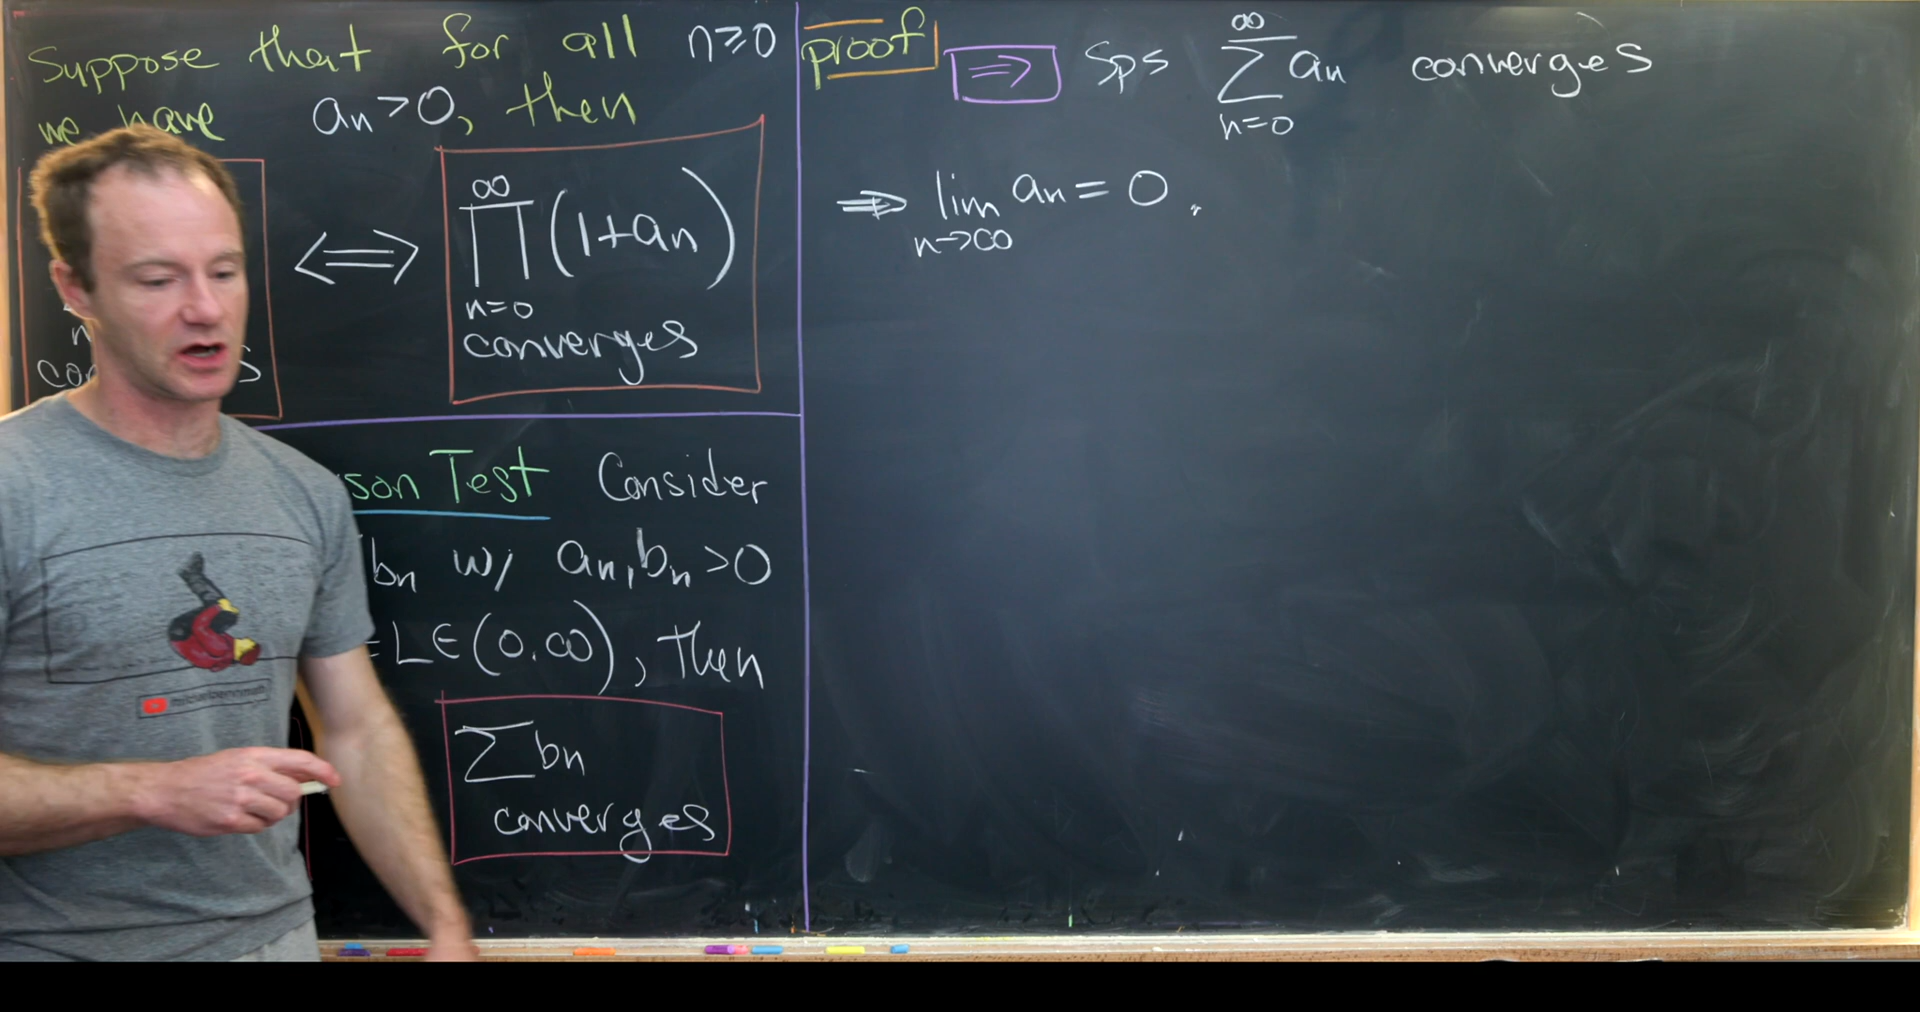 Suppose that for all n≥0
we have an>0, then
⟺ ∞ ∏ (1+an) n=0
converges
son Test Consider
bn w/ an, bn >0
=L∈(0,∞), then
∑bn
converges
proof ⟹ Sps ∞ ∑ an n=0 converges
⟹ lim an = 0.
n→∞